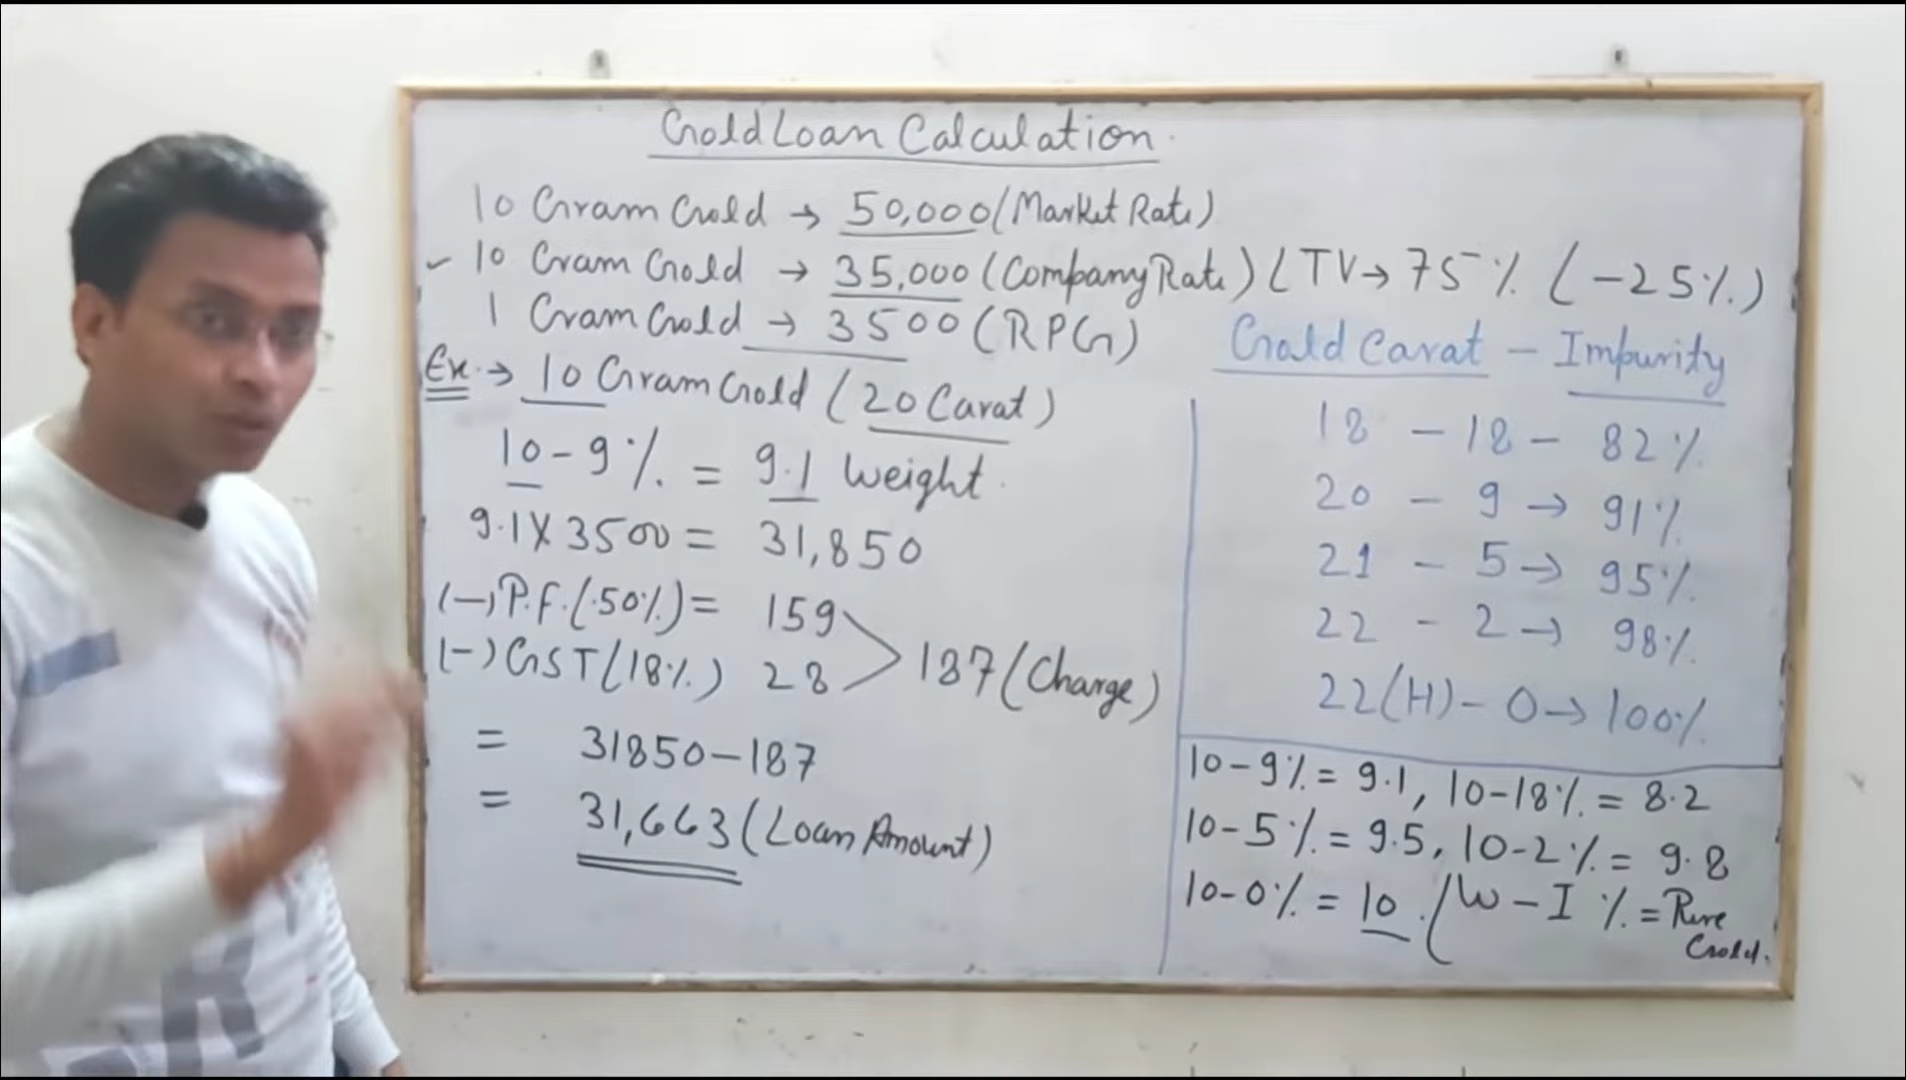 Gold Loan Calculation.
10 Gram Gold → 50,000 (Market Rate)
✓ 10 Gram Gold → 35,000 (Company Rate) LTV → 75% (-25%)
1 Gram Gold → 3500 (RPG)
Ex. → 10 Gram Gold (20 Carat)
10-9% = 9.1 Weight.
9.1X3500 = 31,850
(-) P.F. (.50%) = 159
(-) GST (18%) 28
187 (Charge)
= 31850-187
= 31,663 (Loan Amount)
Gold Carat - Impurity
18 - 18 - 82%
20 - 9 → 91%
21 - 5 → 95%
22 - 2 → 98%
22(H) - 0 → 100%
10-9% = 9.1, 10-18% = 8.2
10-5% = 9.5, 10-2% = 9.8
10-0% = 10. (W-I% = Pure
Gold.